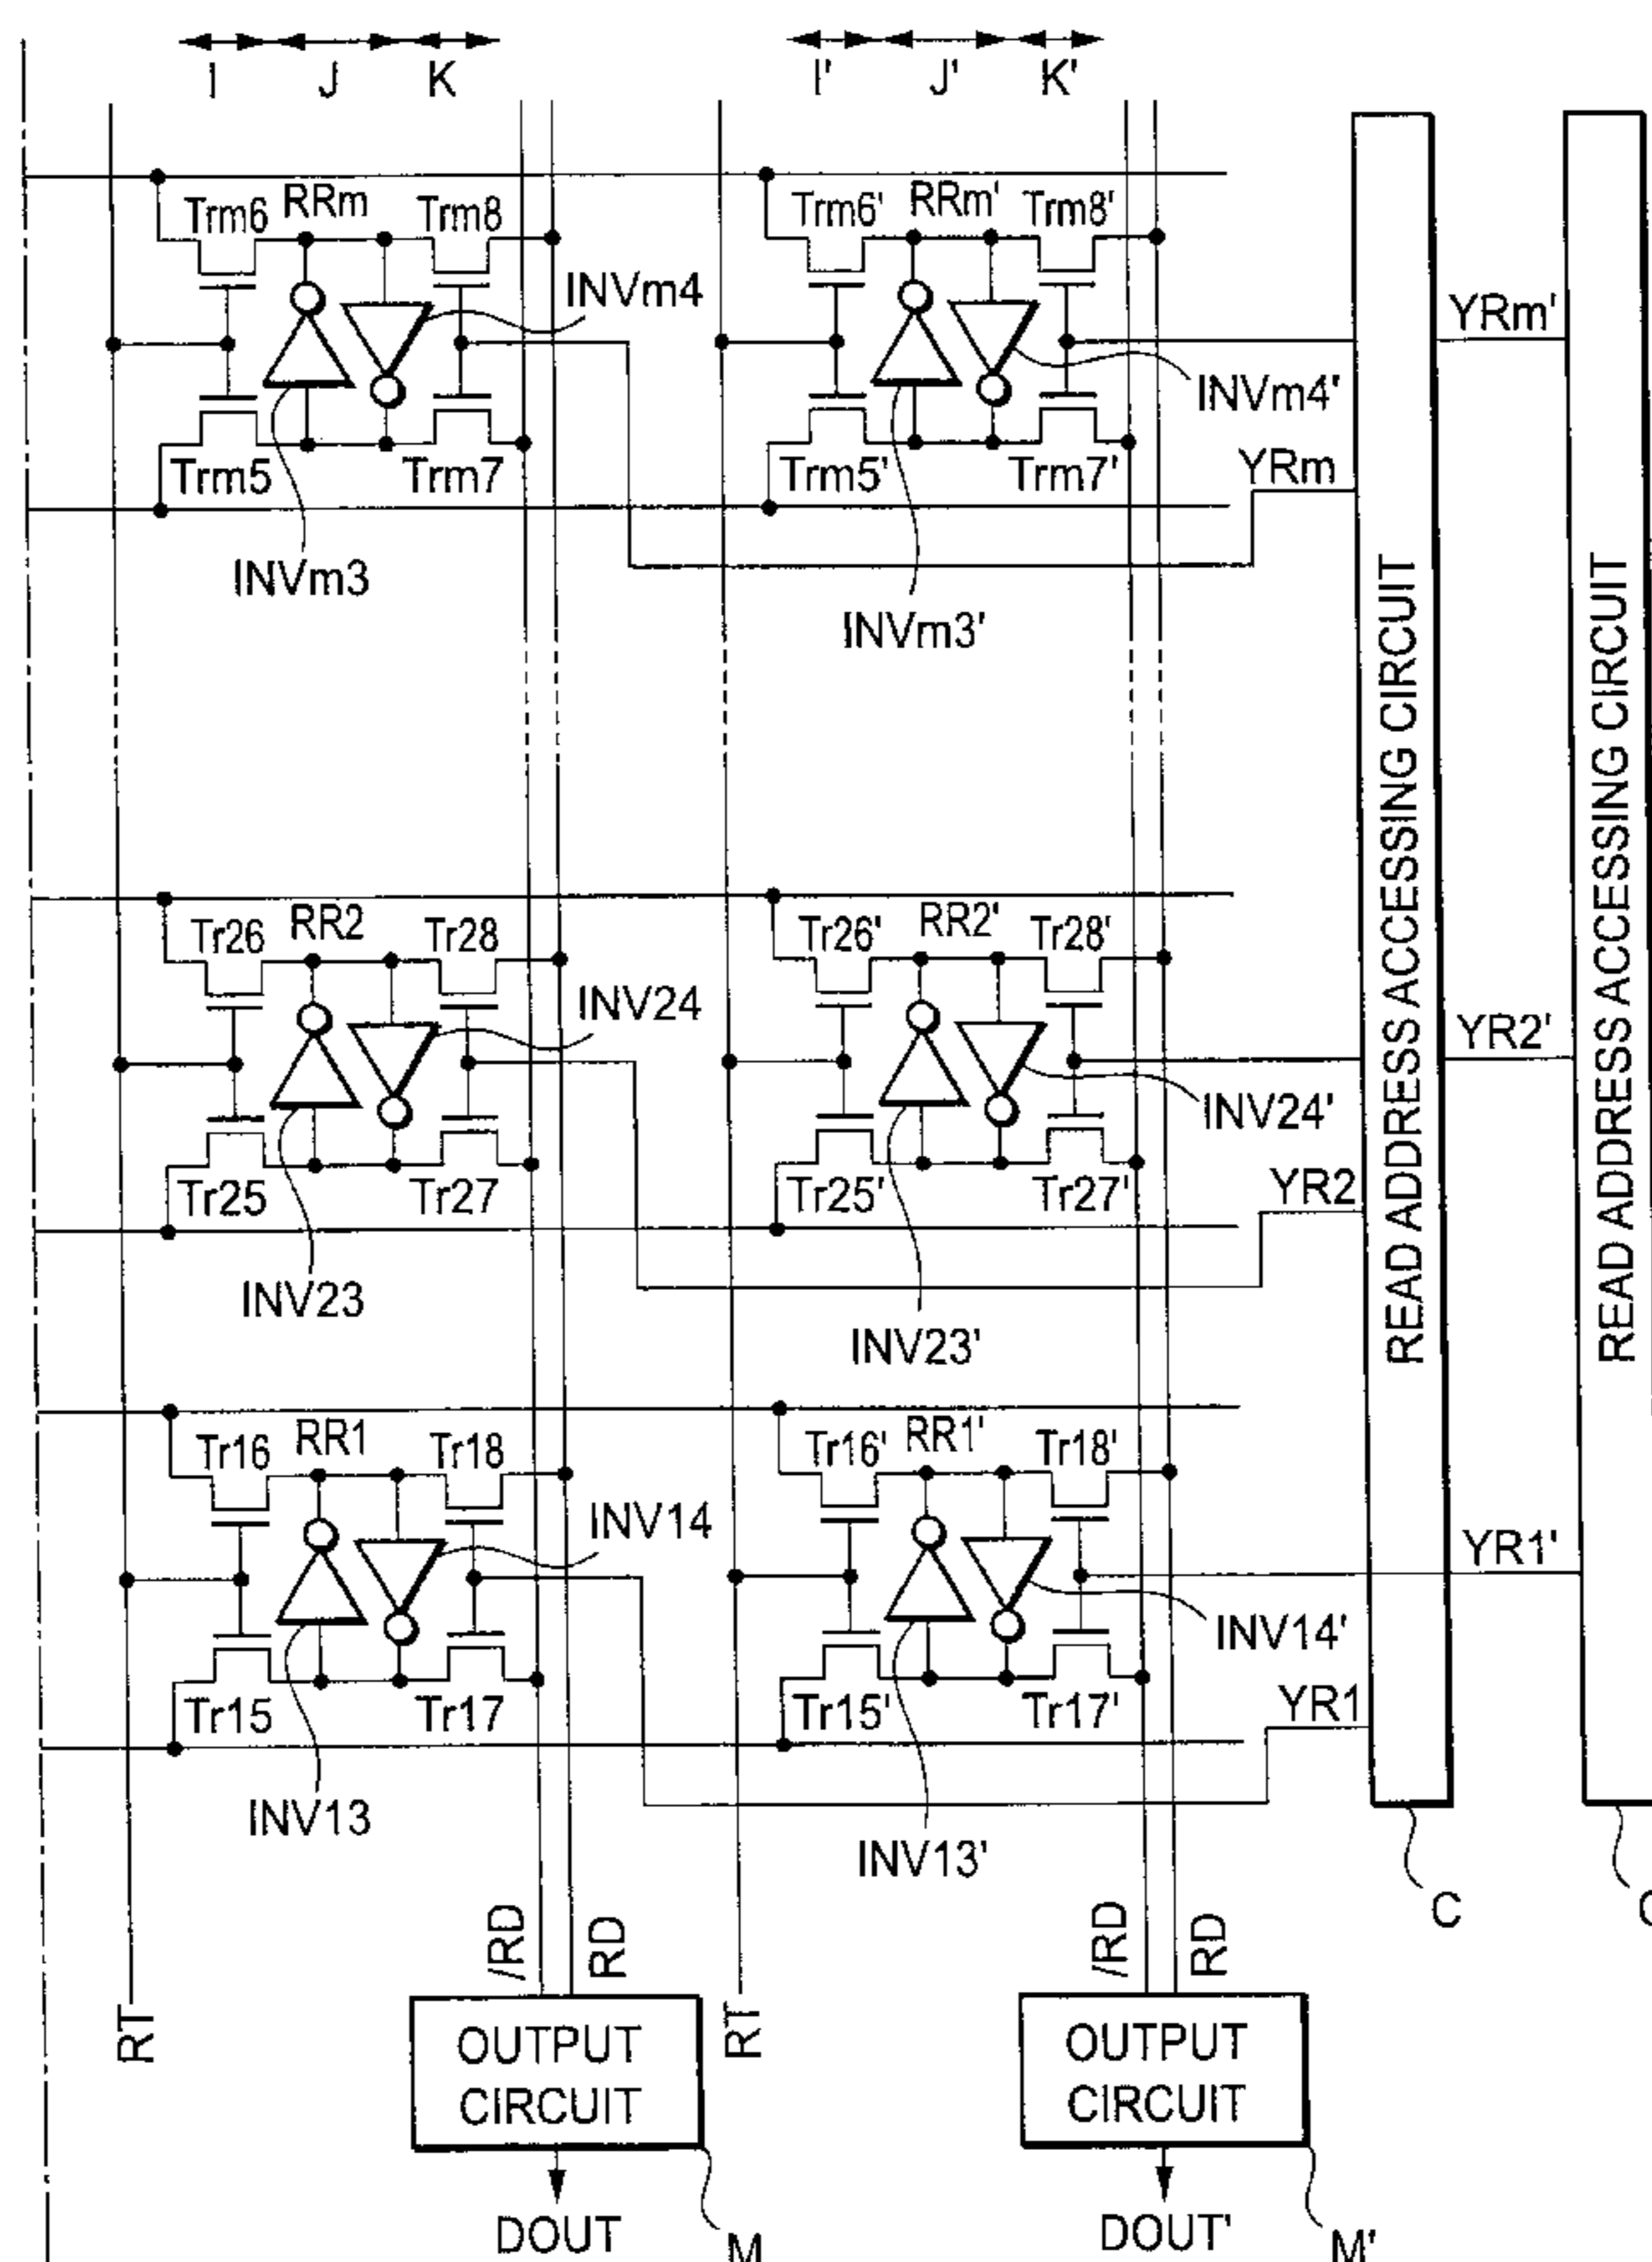 I J K I' J' K'
Trm6 RRm Trm8 Trm6' RRm' Trm8'
INVm4 YRm'
INVm4'
Trm5 Trm7 Trm5' Trm7' YRm
INVm3
INVm3'
READ ADDRESS ACCESSING CIRCUIT
READ ADDRESS ACCESSING CIRCUIT
Tr26 RR2 Tr28 Tr26' RR2' Tr28'
INV24 YR2'
INV24'
Tr25 Tr27 Tr25' Tr27' YR2
INV23
INV23'
Tr16 RR1 Tr18 Tr16' RR1' Tr18'
INV14 YR1'
INV14'
Tr15 Tr17 Tr15' Tr17' YR1
INV13
INV13'
C
/RD RD /RD RD
RT RT
OUTPUT
CIRCUIT
OUTPUT
CIRCUIT
DOUT M DOUT' M'